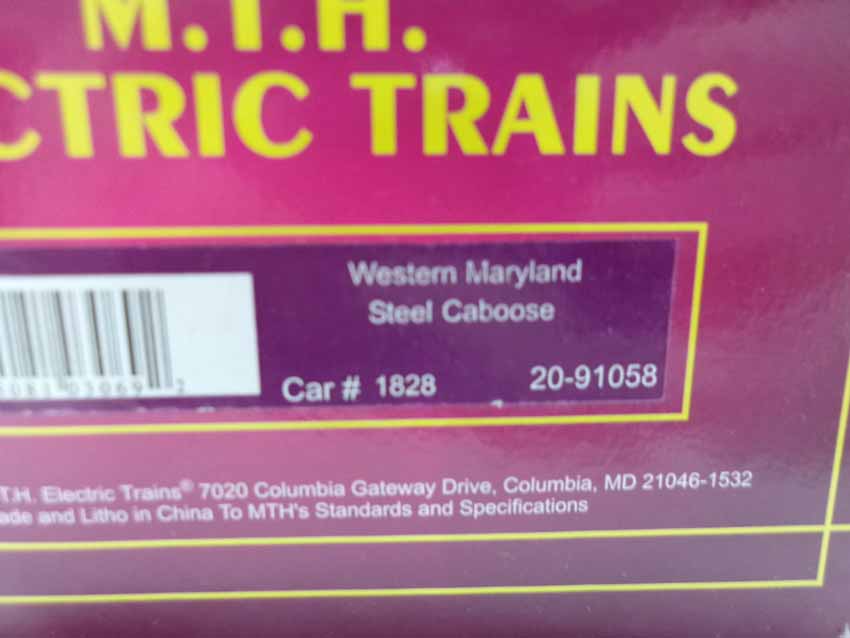 M.T.H.
CTRIC TRAINS
Western Maryland
Steel Caboose
Car # 1828 20-91058
T.H. Electric Trains® 7020 Columbia Gateway Drive, Columbia, MD 21046-1532
ade and Litho in China To MTH's Standards and Specifications